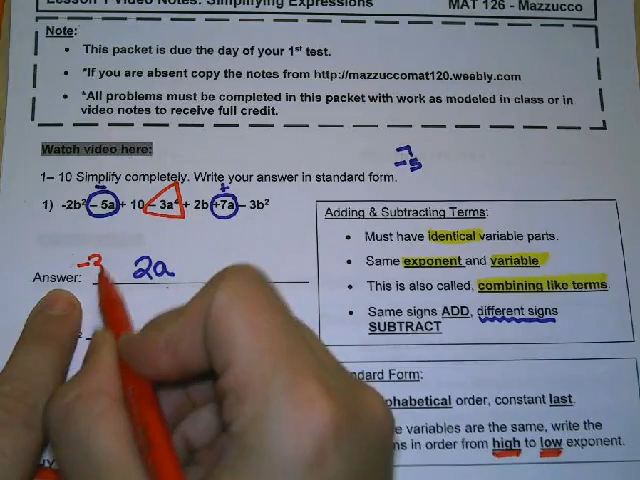 Lesson 1 Video Notes: Simplifying Expressions MAT 126 - Mazzucco
Note:
• This packet is due the day of your 1st test.
• *If you are absent copy the notes from http://mazzuccomat120.weebly.com
• *All problems must be completed in this packet with work as modeled in class or in
video notes to receive full credit.
Watch video here:
1– 10 Simplify completely. Write your answer in standard form.
7
-5
- +
1) -2b² – 5a + 10 – 3a⁴ + 2b +7a – 3b²
Answer: -3 2a
Adding & Subtracting Terms:
• Must have identical variable parts.
• Same exponent and variable
• This is also called, combining like terms.
• Same signs ADD, different signs
SUBTRACT
Form:
order, constant last.
variables are the same, write the
in order from high to low exponent.